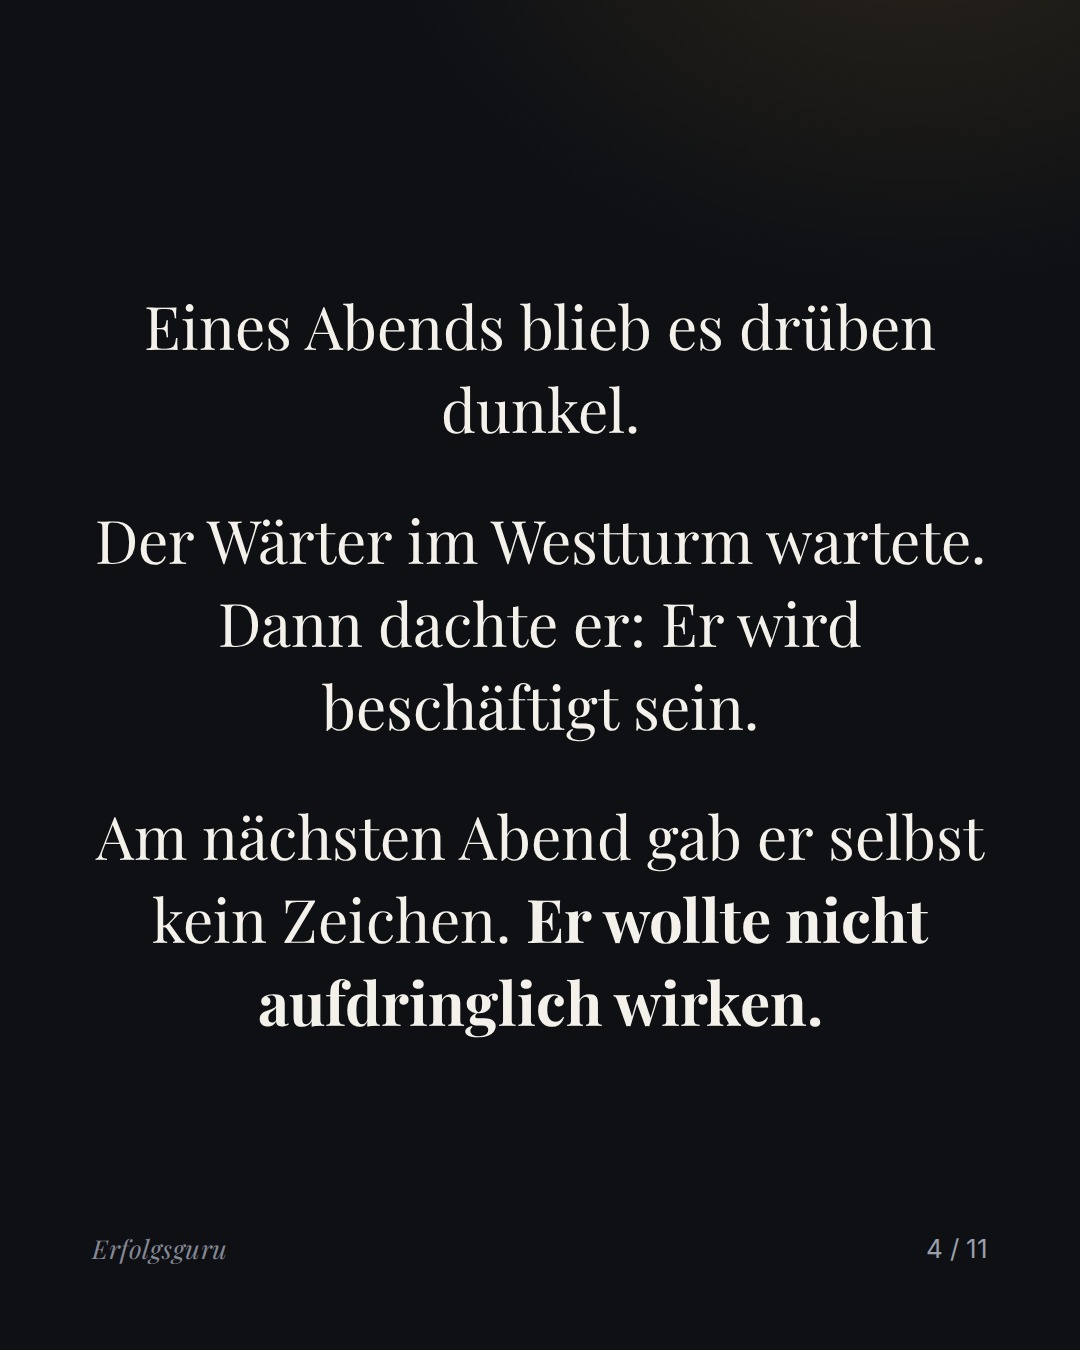 Eines Abends blieb es drüben
dunkel.
Der Wärter im Westturm wartete.
Dann dachte er: Er wird
beschäftigt sein.
Am nächsten Abend gab er selbst
kein Zeichen. Er wollte nicht
aufdringlich wirken.
Erfolgsguru
4 / 11